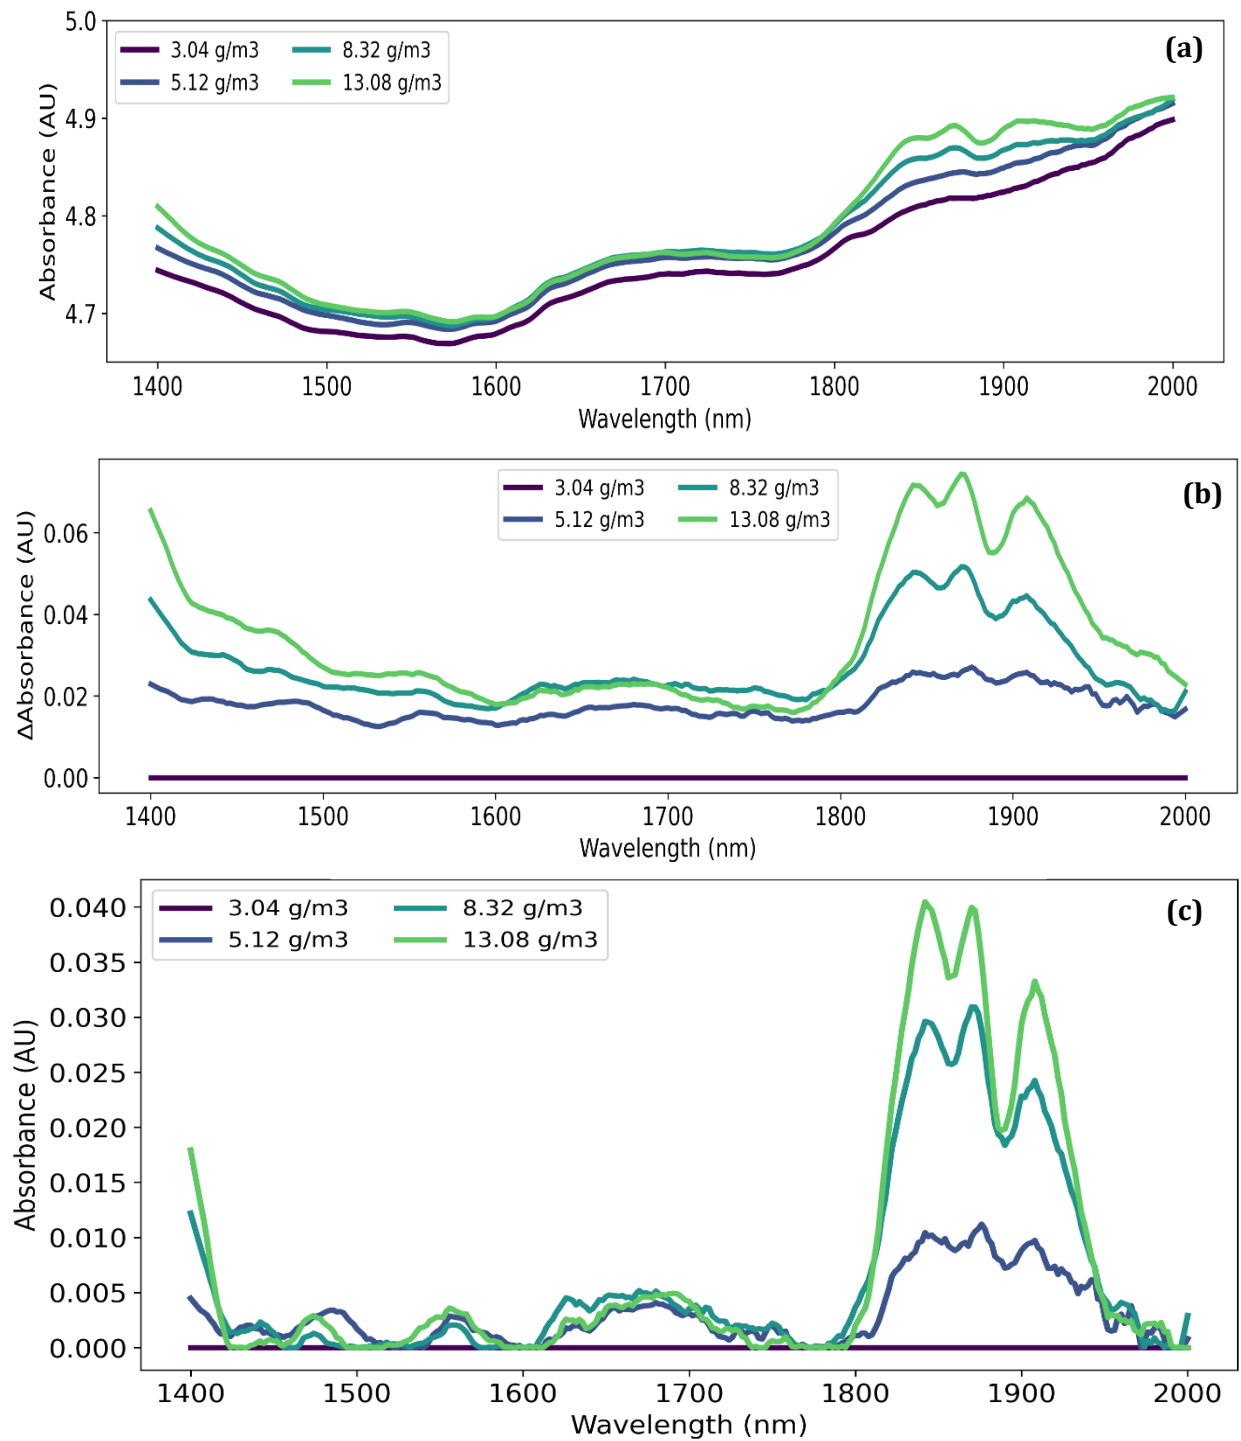 (a)
3.04 g/m3 8.32 g/m3
5.12 g/m3 13.08 g/m3
Absorbance (AU)
5.0
4.9
4.8
4.7
1400 1500 1600 1700 1800 1900 2000
Wavelength (nm)
(b)
3.04 g/m3 8.32 g/m3
5.12 g/m3 13.08 g/m3
ΔAbsorbance (AU)
0.06
0.04
0.02
0.00
1400 1500 1600 1700 1800 1900 2000
Wavelength (nm)
(c)
3.04 g/m3 8.32 g/m3
5.12 g/m3 13.08 g/m3
Absorbance (AU)
0.040
0.035
0.030
0.025
0.020
0.015
0.010
0.005
0.000
1400 1500 1600 1700 1800 1900 2000
Wavelength (nm)